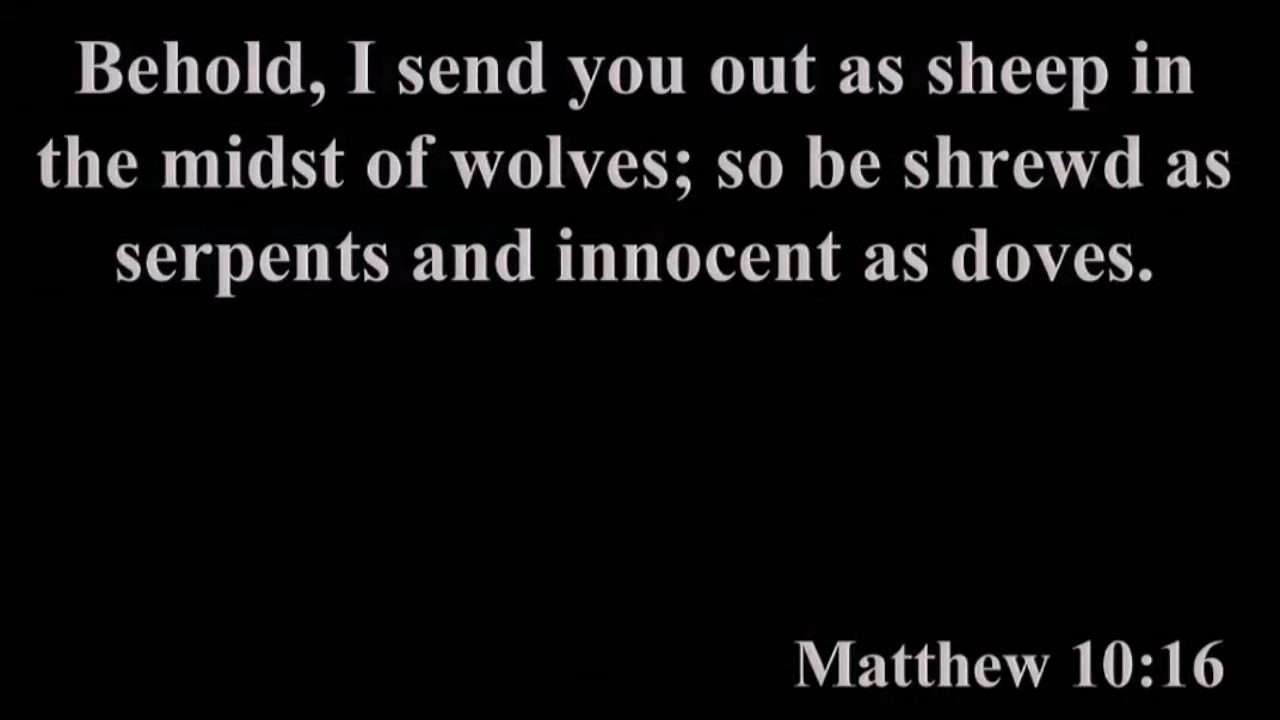 Behold, I send you out as sheep in
the midst of wolves; so be shrewd as
serpents and innocent as doves.
Matthew 10:16